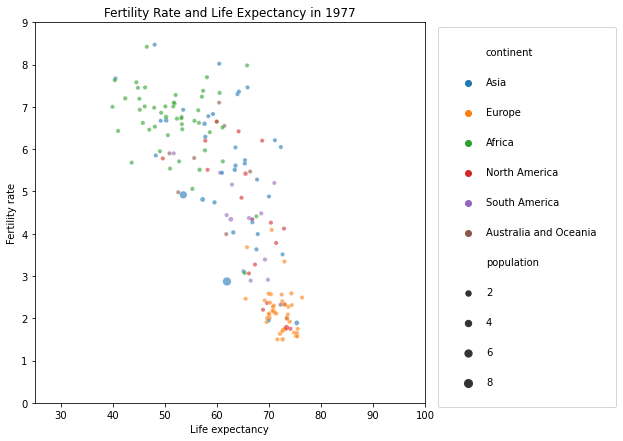 Fertility Rate and Life Expectancy in 1977
9
8
7
6
5
4
3
2
1
0
Fertility rate
30 40 50 60 70 80 90 100
Life expectancy
continent
Asia
Europe
Africa
North America
South America
Australia and Oceania
population
2
4
6
8